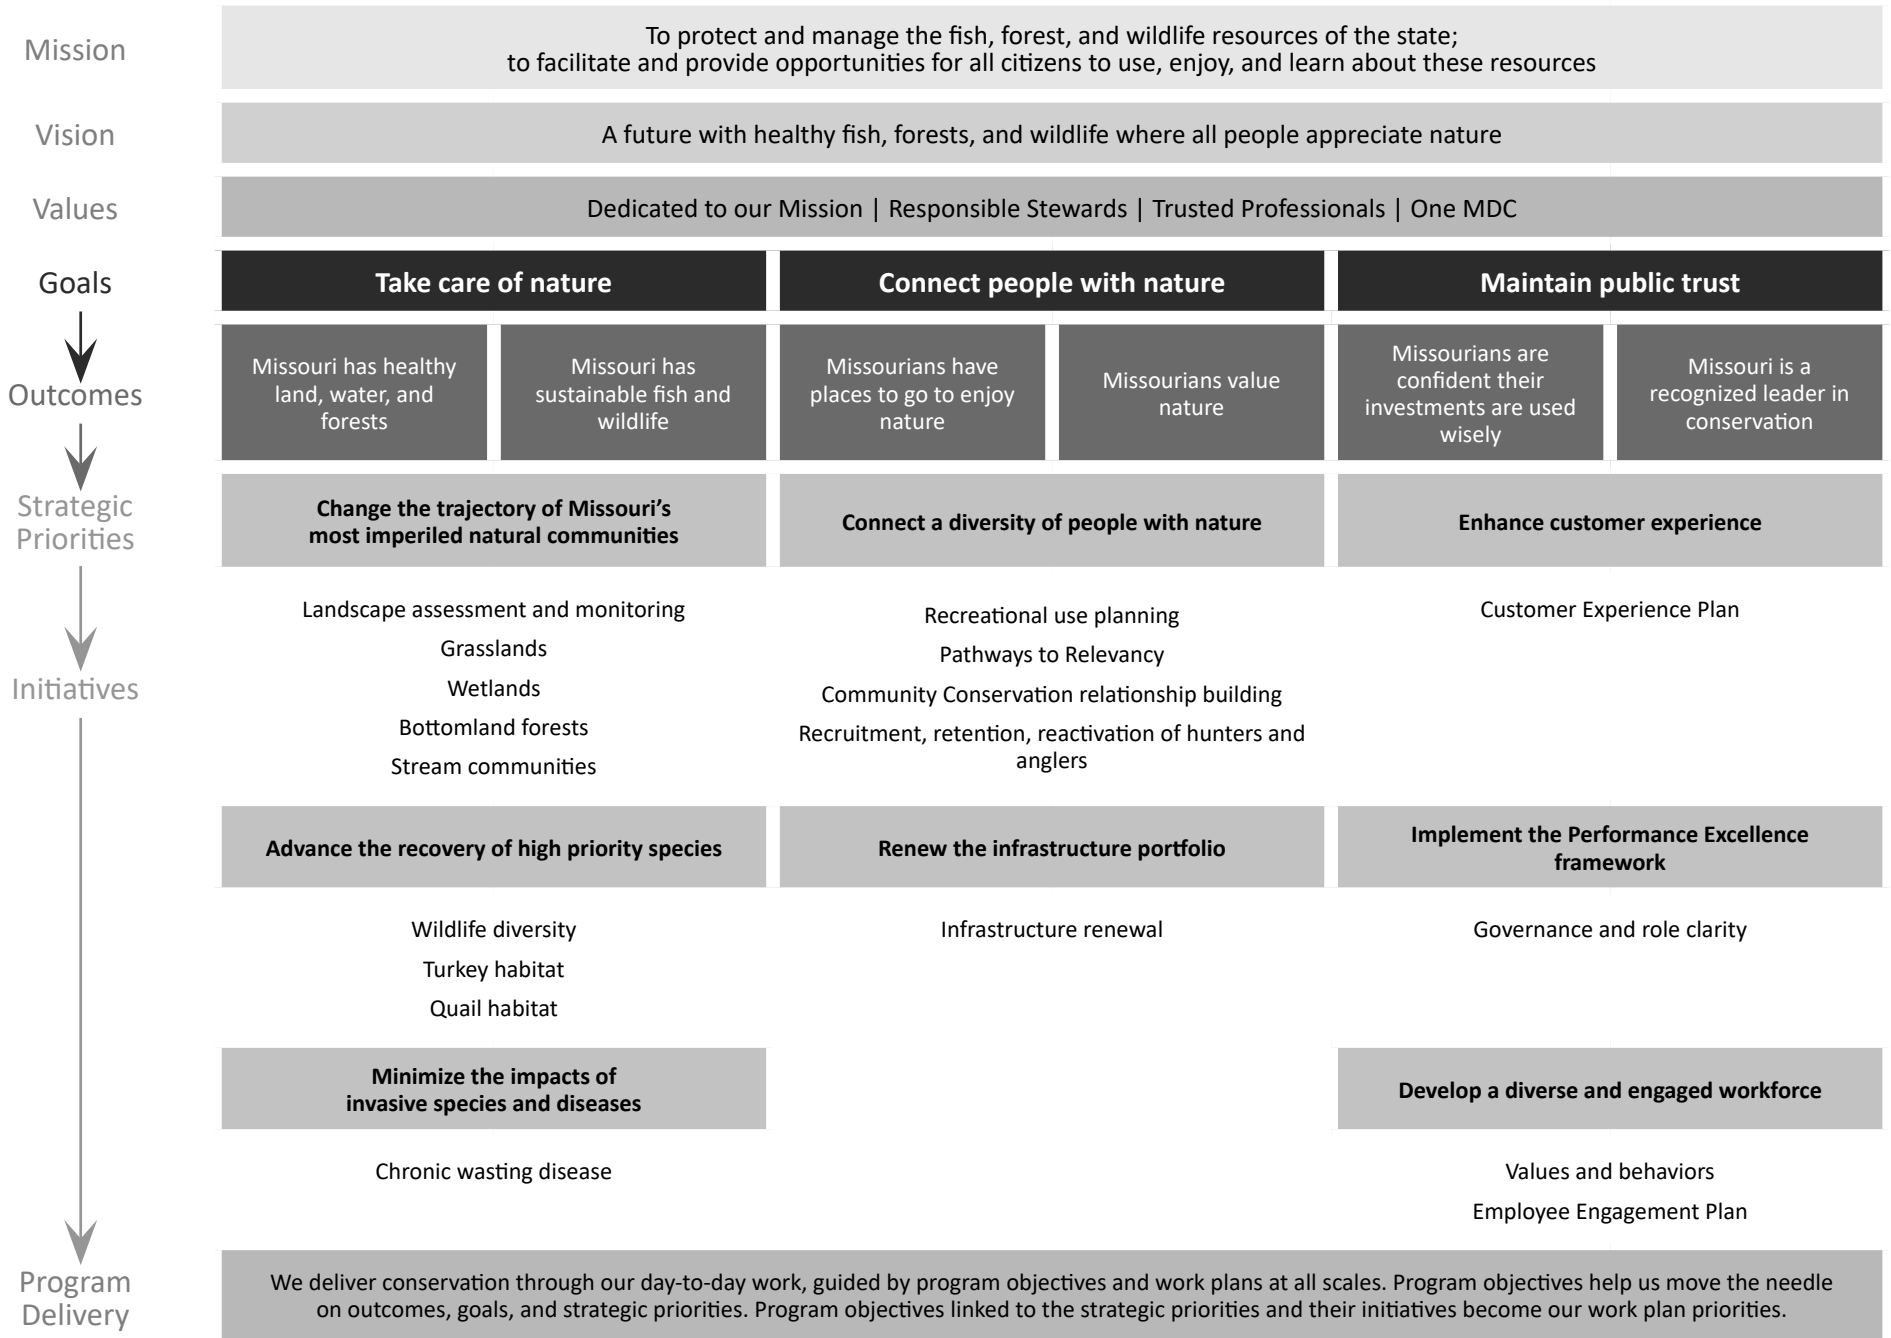 Mission
To protect and manage the fish, forest, and wildlife resources of the state;
to facilitate and provide opportunities for all citizens to use, enjoy, and learn about these resources
Vision
A future with healthy fish, forests, and wildlife where all people appreciate nature
Values
Dedicated to our Mission | Responsible Stewards | Trusted Professionals | One MDC
Goals
Take care of nature
Connect people with nature
Maintain public trust
Outcomes
Missouri has healthy
land, water, and
forests
Missouri has
sustainable fish and
wildlife
Missourians have
places to go to enjoy
nature
Missourians value
nature
Missourians are
confident their
investments are used
wisely
Missouri is a
recognized leader in
conservation
Strategic
Priorities
Change the trajectory of Missouri's
most imperiled natural communities
Connect a diversity of people with nature
Enhance customer experience
Initiatives
Landscape assessment and monitoring
Grasslands
Wetlands
Bottomland forests
Stream communities
Recreational use planning
Pathways to Relevancy
Community Conservation relationship building
Recruitment, retention, reactivation of hunters and
anglers
Customer Experience Plan
Advance the recovery of high priority species
Renew the infrastructure portfolio
Implement the Performance Excellence
framework
Wildlife diversity
Turkey habitat
Quail habitat
Infrastructure renewal
Governance and role clarity
Minimize the impacts of
invasive species and diseases
Develop a diverse and engaged workforce
Chronic wasting disease
Values and behaviors
Employee Engagement Plan
Program
Delivery
We deliver conservation through our day-to-day work, guided by program objectives and work plans at all scales. Program objectives help us move the needle
on outcomes, goals, and strategic priorities. Program objectives linked to the strategic priorities and their initiatives become our work plan priorities.